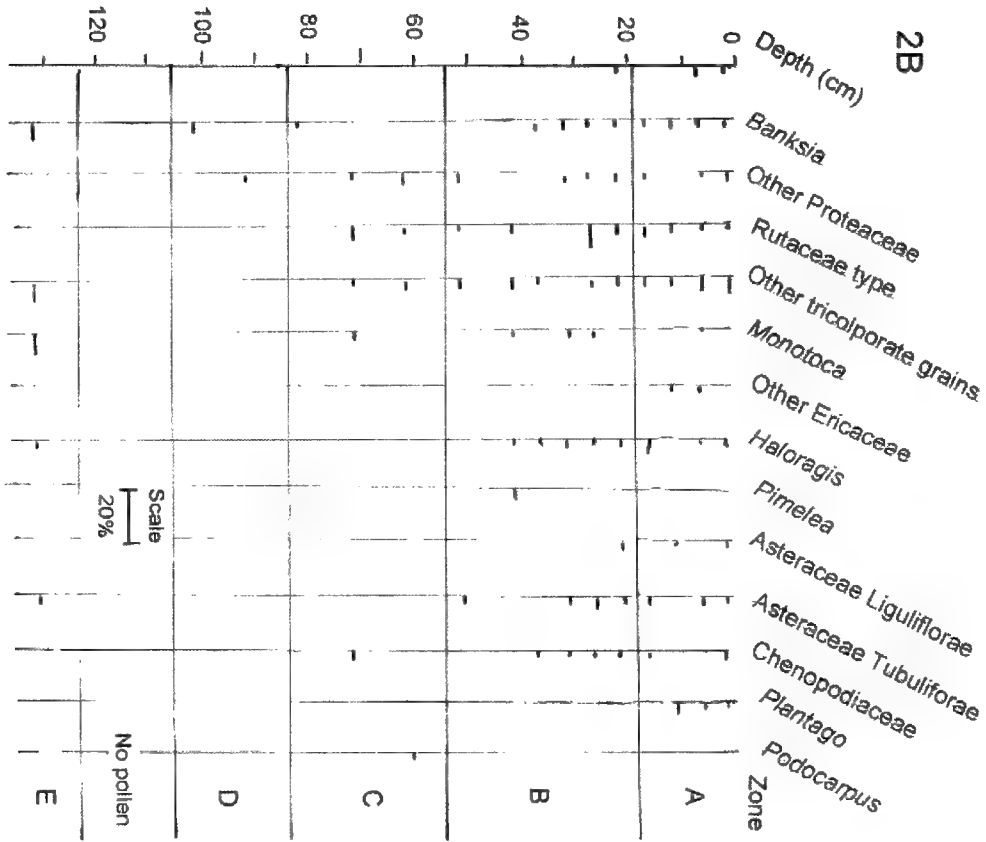 2B
Depth (cm)
Banksia
Other Proteaceae
Rutaceae type
Other tricolporate grains
Monotoca
Other Ericaceae
Haloragis
Pimelea
Asteraceae Liguliflorae
Asteraceae Tubuliforae
Chenopodiaceae
Plantago
Podocarpus
Zone
0
20
40
60
80
100
120
A
B
C
D
No pollen
E
Scale
20%